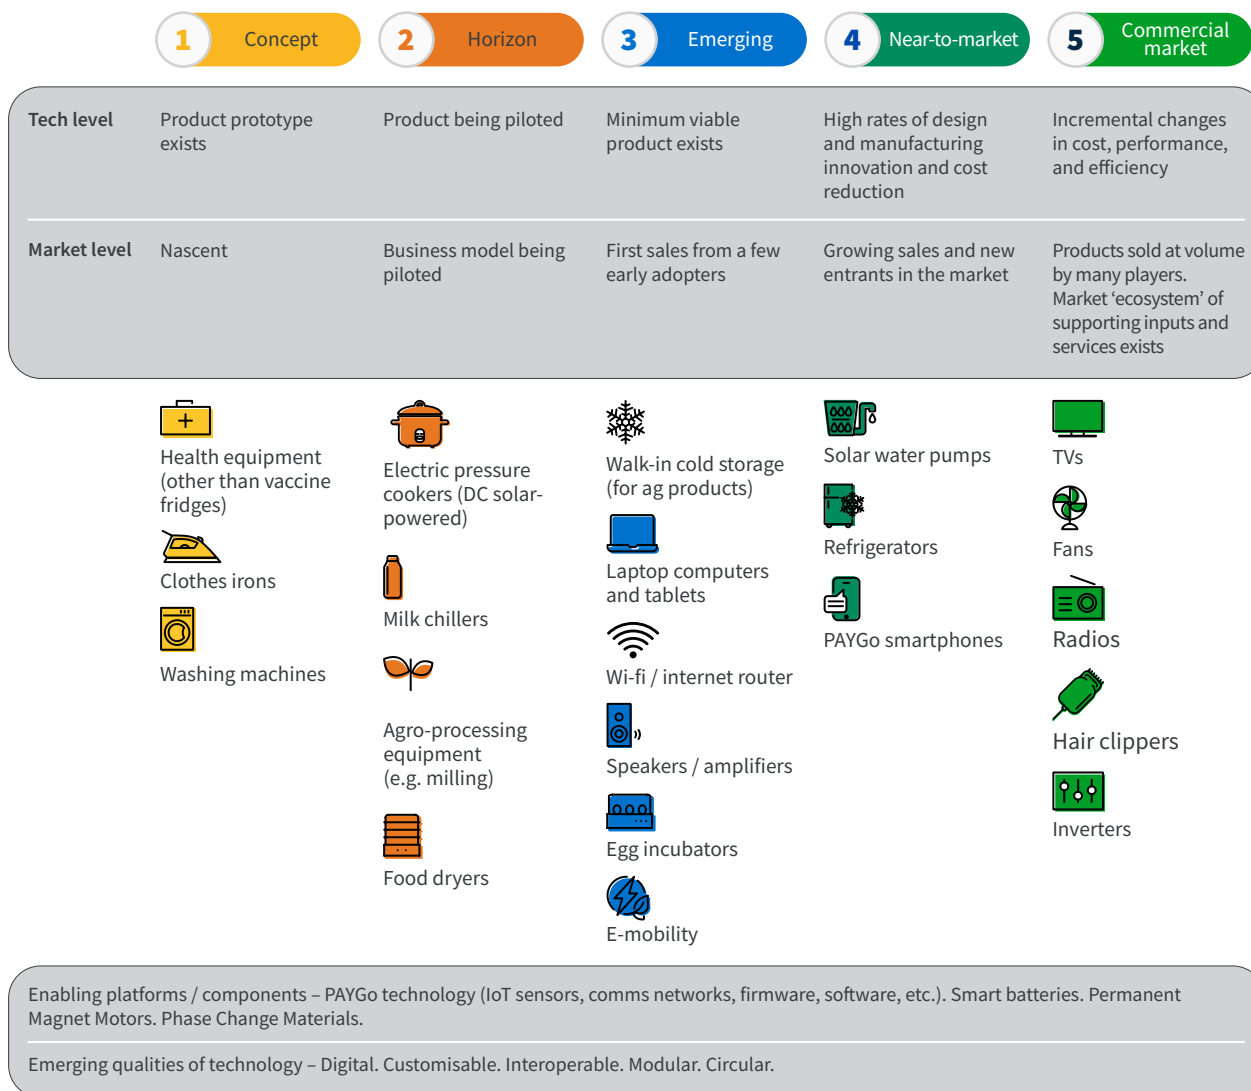 1 Concept
2 Horizon
3 Emerging
4 Near-to-market
5 Commercial
market
Tech level
Product prototype
exists
Product being piloted
Minimum viable
product exists
High rates of design
and manufacturing
innovation and cost
reduction
Incremental changes
in cost, performance,
and efficiency
Market level
Nascent
Business model being
piloted
First sales from a few
early adopters
Growing sales and new
entrants in the market
Products sold at volume
by many players.
Market ‘ecosystem’ of
supporting inputs and
services exists
Health equipment
(other than vaccine
fridges)
Clothes irons
Washing machines
Electric pressure
cookers (DC solar-
powered)
Milk chillers
Agro-processing
equipment
(e.g. milling)
Food dryers
Walk-in cold storage
(for ag products)
Laptop computers
and tablets
Wi-fi / internet router
Speakers / amplifiers
Egg incubators
E-mobility
Solar water pumps
Refrigerators
PAYGo smartphones
TVs
Fans
Radios
Hair clippers
Inverters
Enabling platforms / components – PAYGo technology (IoT sensors, comms networks, firmware, software, etc.). Smart batteries. Permanent
Magnet Motors. Phase Change Materials.
Emerging qualities of technology – Digital. Customisable. Interoperable. Modular. Circular.